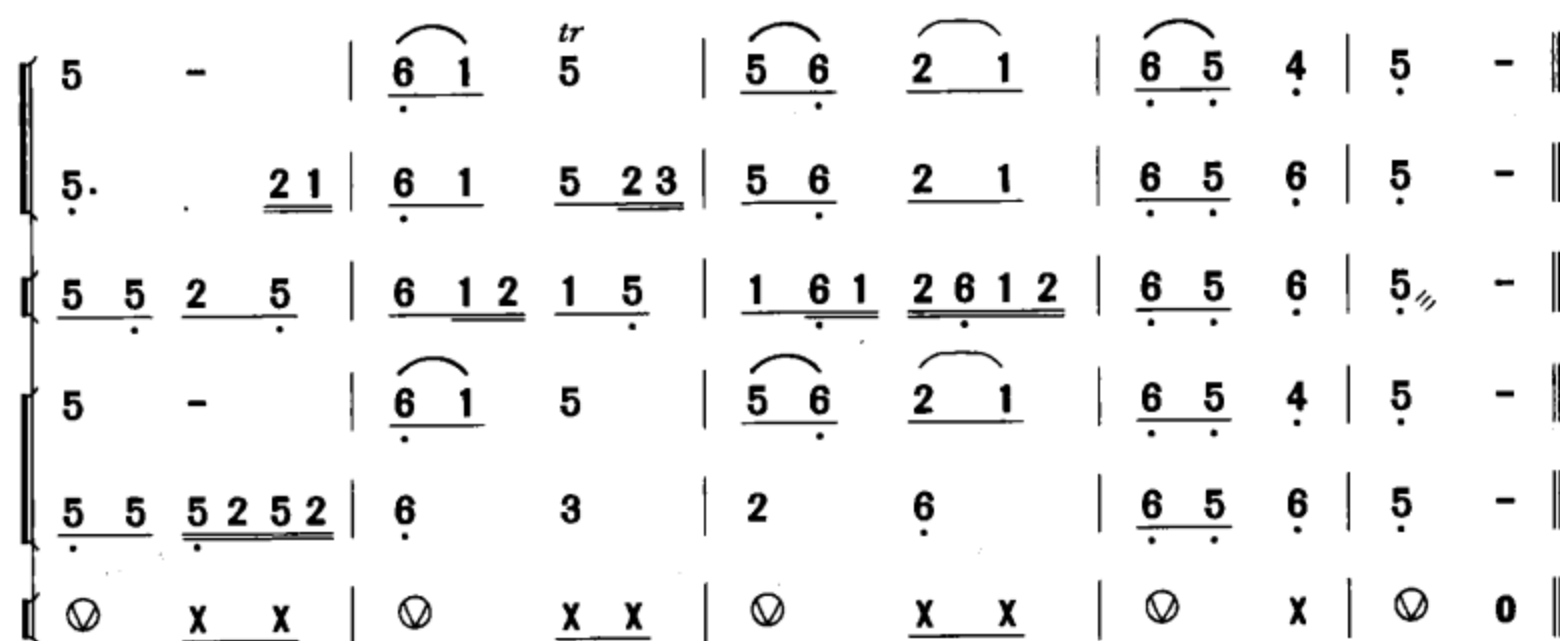 tr
5 - | 6 1 5 | 5 6 2 1 | 6 5 4 | 5 - ‖
5. 2 1 | 6 1 5 2 3 | 5 6 2 1 | 6 5 6 | 5 - ‖
5 5 2 5 | 6 1 2 1 5 | 1 6 1 2 6 1 2 | 6 5 6 | 5 - ‖
5 - | 6 1 5 | 5 6 2 1 | 6 5 4 | 5 - ‖
5 5 5 2 5 2 | 6 3 | 2 6 | 6 5 6 | 5 - ‖
Ⓥ X X | Ⓥ X X | Ⓥ X X | Ⓥ X | Ⓥ 0 ‖